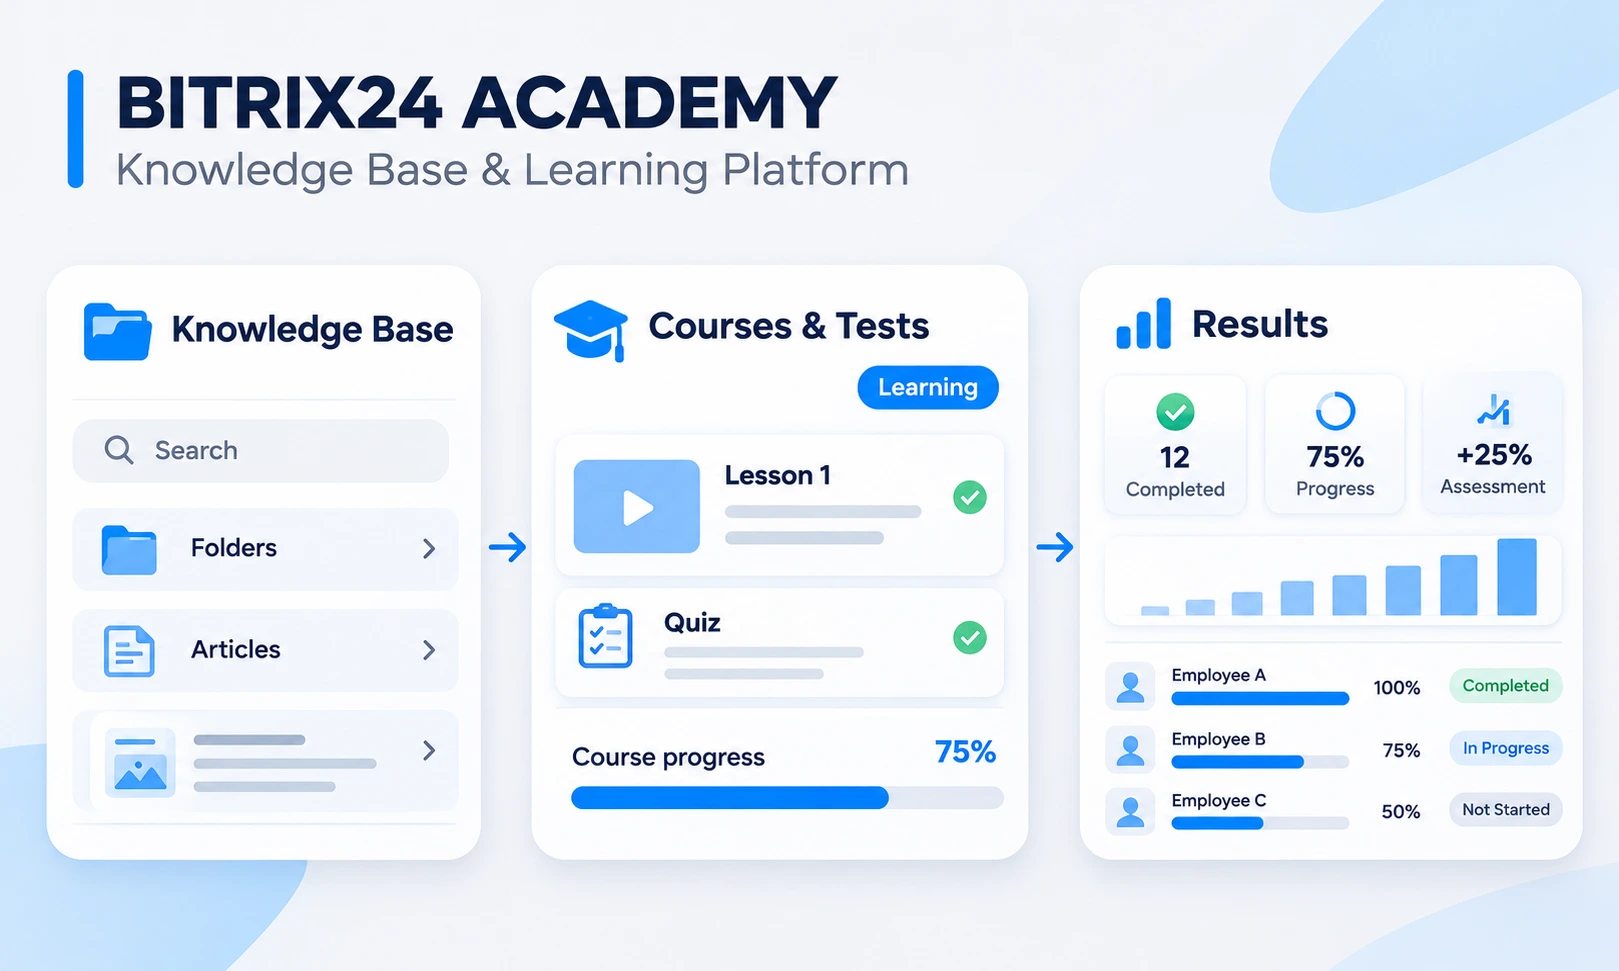 BITRIX24 ACADEMY
Knowledge Base & Learning Platform
Knowledge Base
Search
Folders
Articles
Courses & Tests
Learning
Lesson 1
Quiz
Course progress
75%
Results
12
Completed
75%
Progress
+25%
Assessment
Employee A
100%
Completed
Employee B
75%
In Progress
Employee C
50%
Not Started